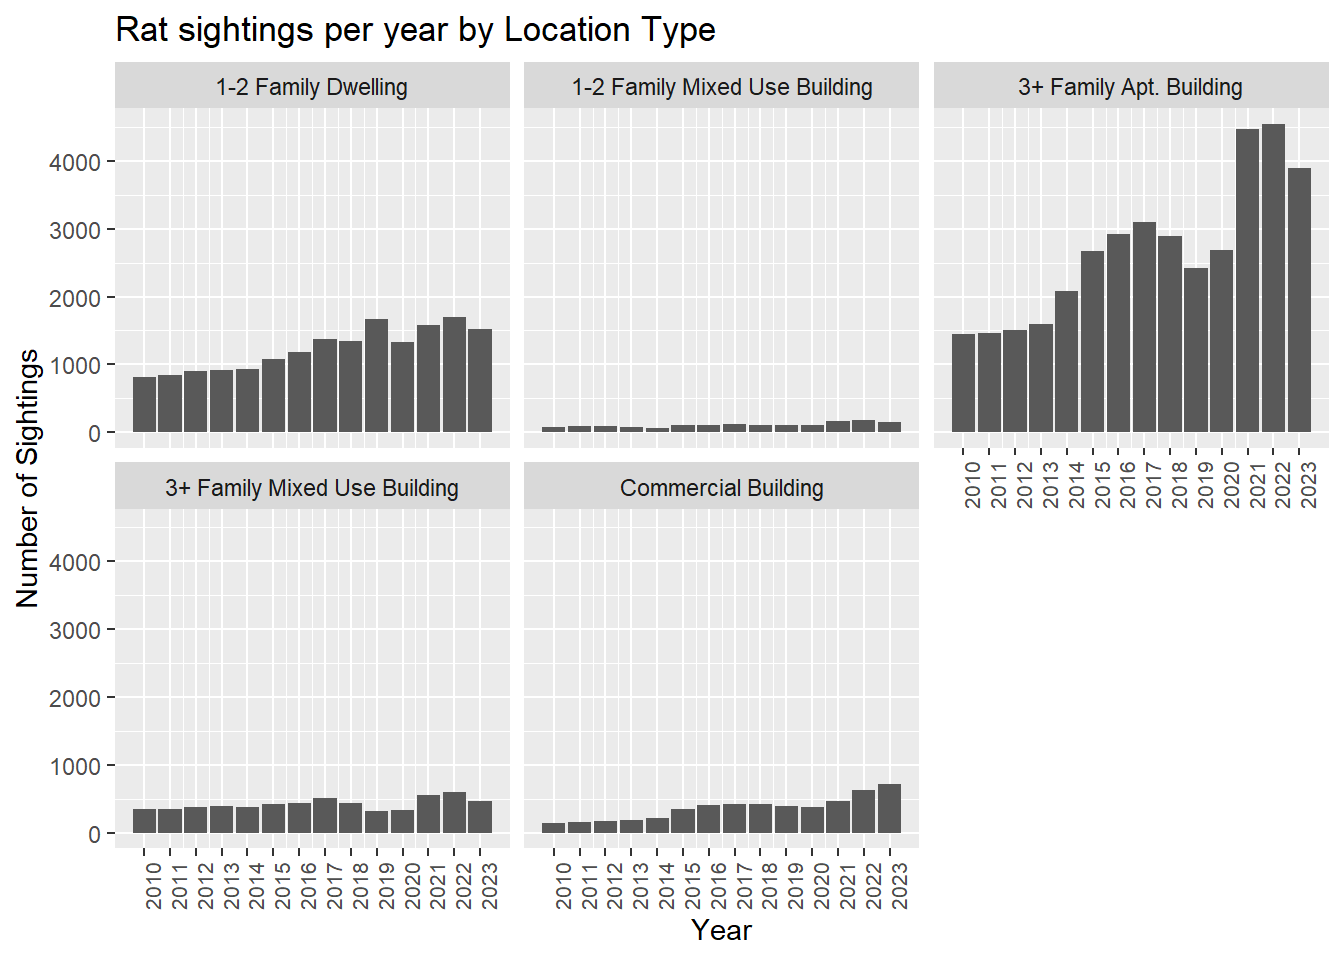 Rat sightings per year by Location Type
1-2 Family Dwelling
1-2 Family Mixed Use Building
3+ Family Apt. Building
4000
3000
2000
1000
0
2010 2011 2012 2013 2014 2015 2016 2017 2018 2019 2020 2021 2022 2023
3+ Family Mixed Use Building
Commercial Building
4000
3000
2000
1000
0
2010 2011 2012 2013 2014 2015 2016 2017 2018 2019 2020 2021 2022 2023
2010 2011 2012 2013 2014 2015 2016 2017 2018 2019 2020 2021 2022 2023
Number of Sightings
Year